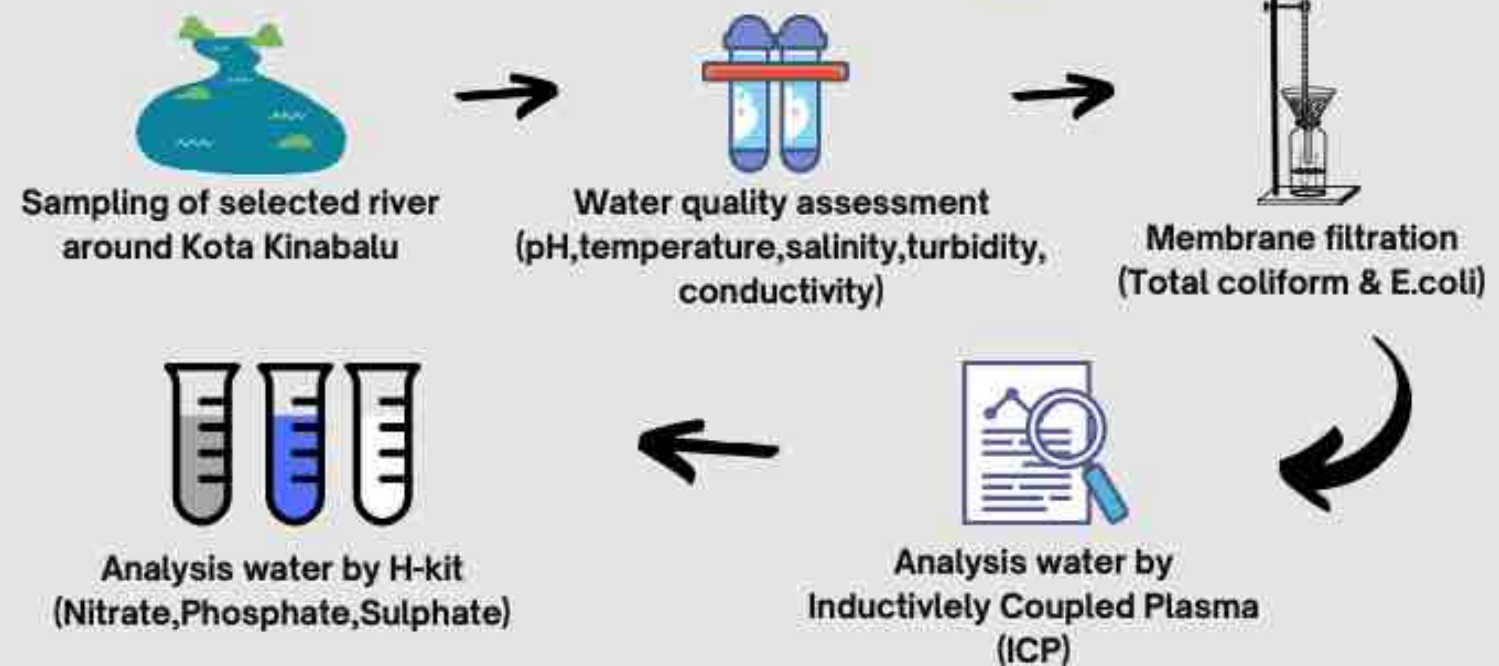 Sampling of selected river
around Kota Kinabalu
Water quality assessment
(pH,temperature,salinity,turbidity,
conductivity)
Membrane filtration
(Total coliform & E.coli)
Analysis water by
Inductivlely Coupled Plasma
(ICP)
Analysis water by H-kit
(Nitrate,Phosphate,Sulphate)